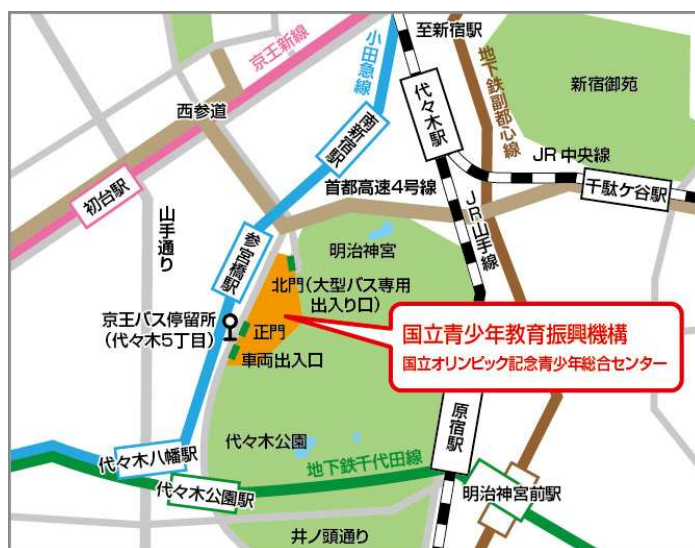 京王新線
小田急線
至新宿駅
地下鉄副都心線
新宿御苑
西参道
南新宿駅
代々木駅
JR中央線
千駄ケ谷駅
初台駅
首都高速4号線
山手通り
参宮橋駅
明治神宮
JR山手線
北門(大型バス専用
出入り口)
京王バス停留所
(代々木5丁目)
正門
車両出入口
国立青少年教育振興機構
国立オリンピック記念青少年総合センター
原宿駅
代々木公園
代々木八幡駅
地下鉄千代田線
代々木公園駅
明治神宮前駅
井ノ頭通り